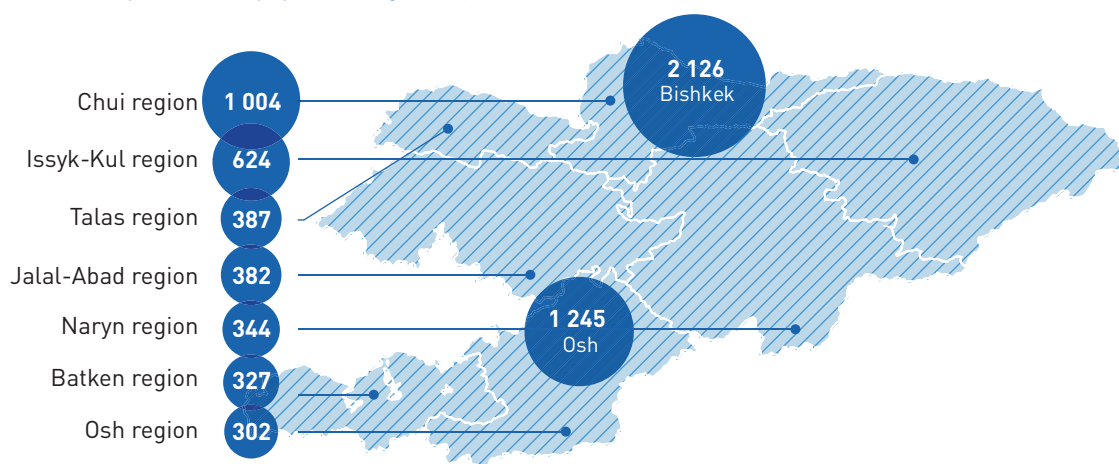 2 126
Bishkek
Chui region 1 004
Issyk-Kul region 624
Talas region 387
Jalal-Abad region 382
Naryn region 344
1 245
Osh
Batken region 327
Osh region 302